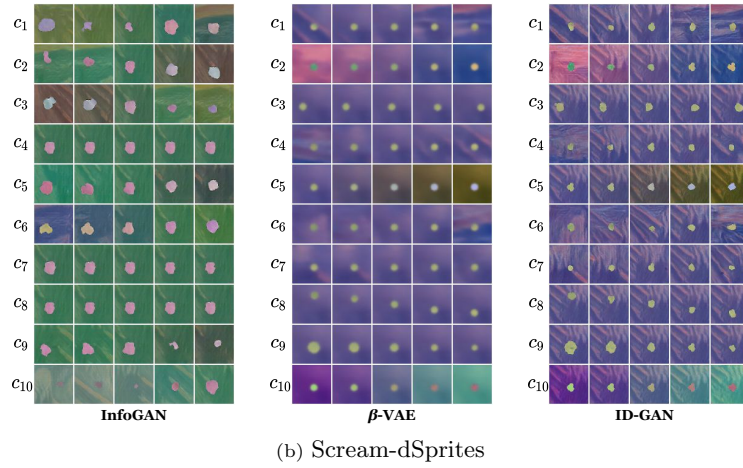 c1 c1 c1
c2 c2 c2
c3 c3 c3
c4 c4 c4
c5 c5 c5
c6 c6 c6
c7 c7 c7
c8 c8 c8
c9 c9 c9
c10 c10 c10
InfoGAN β-VAE ID-GAN
(b) Scream-dSprites